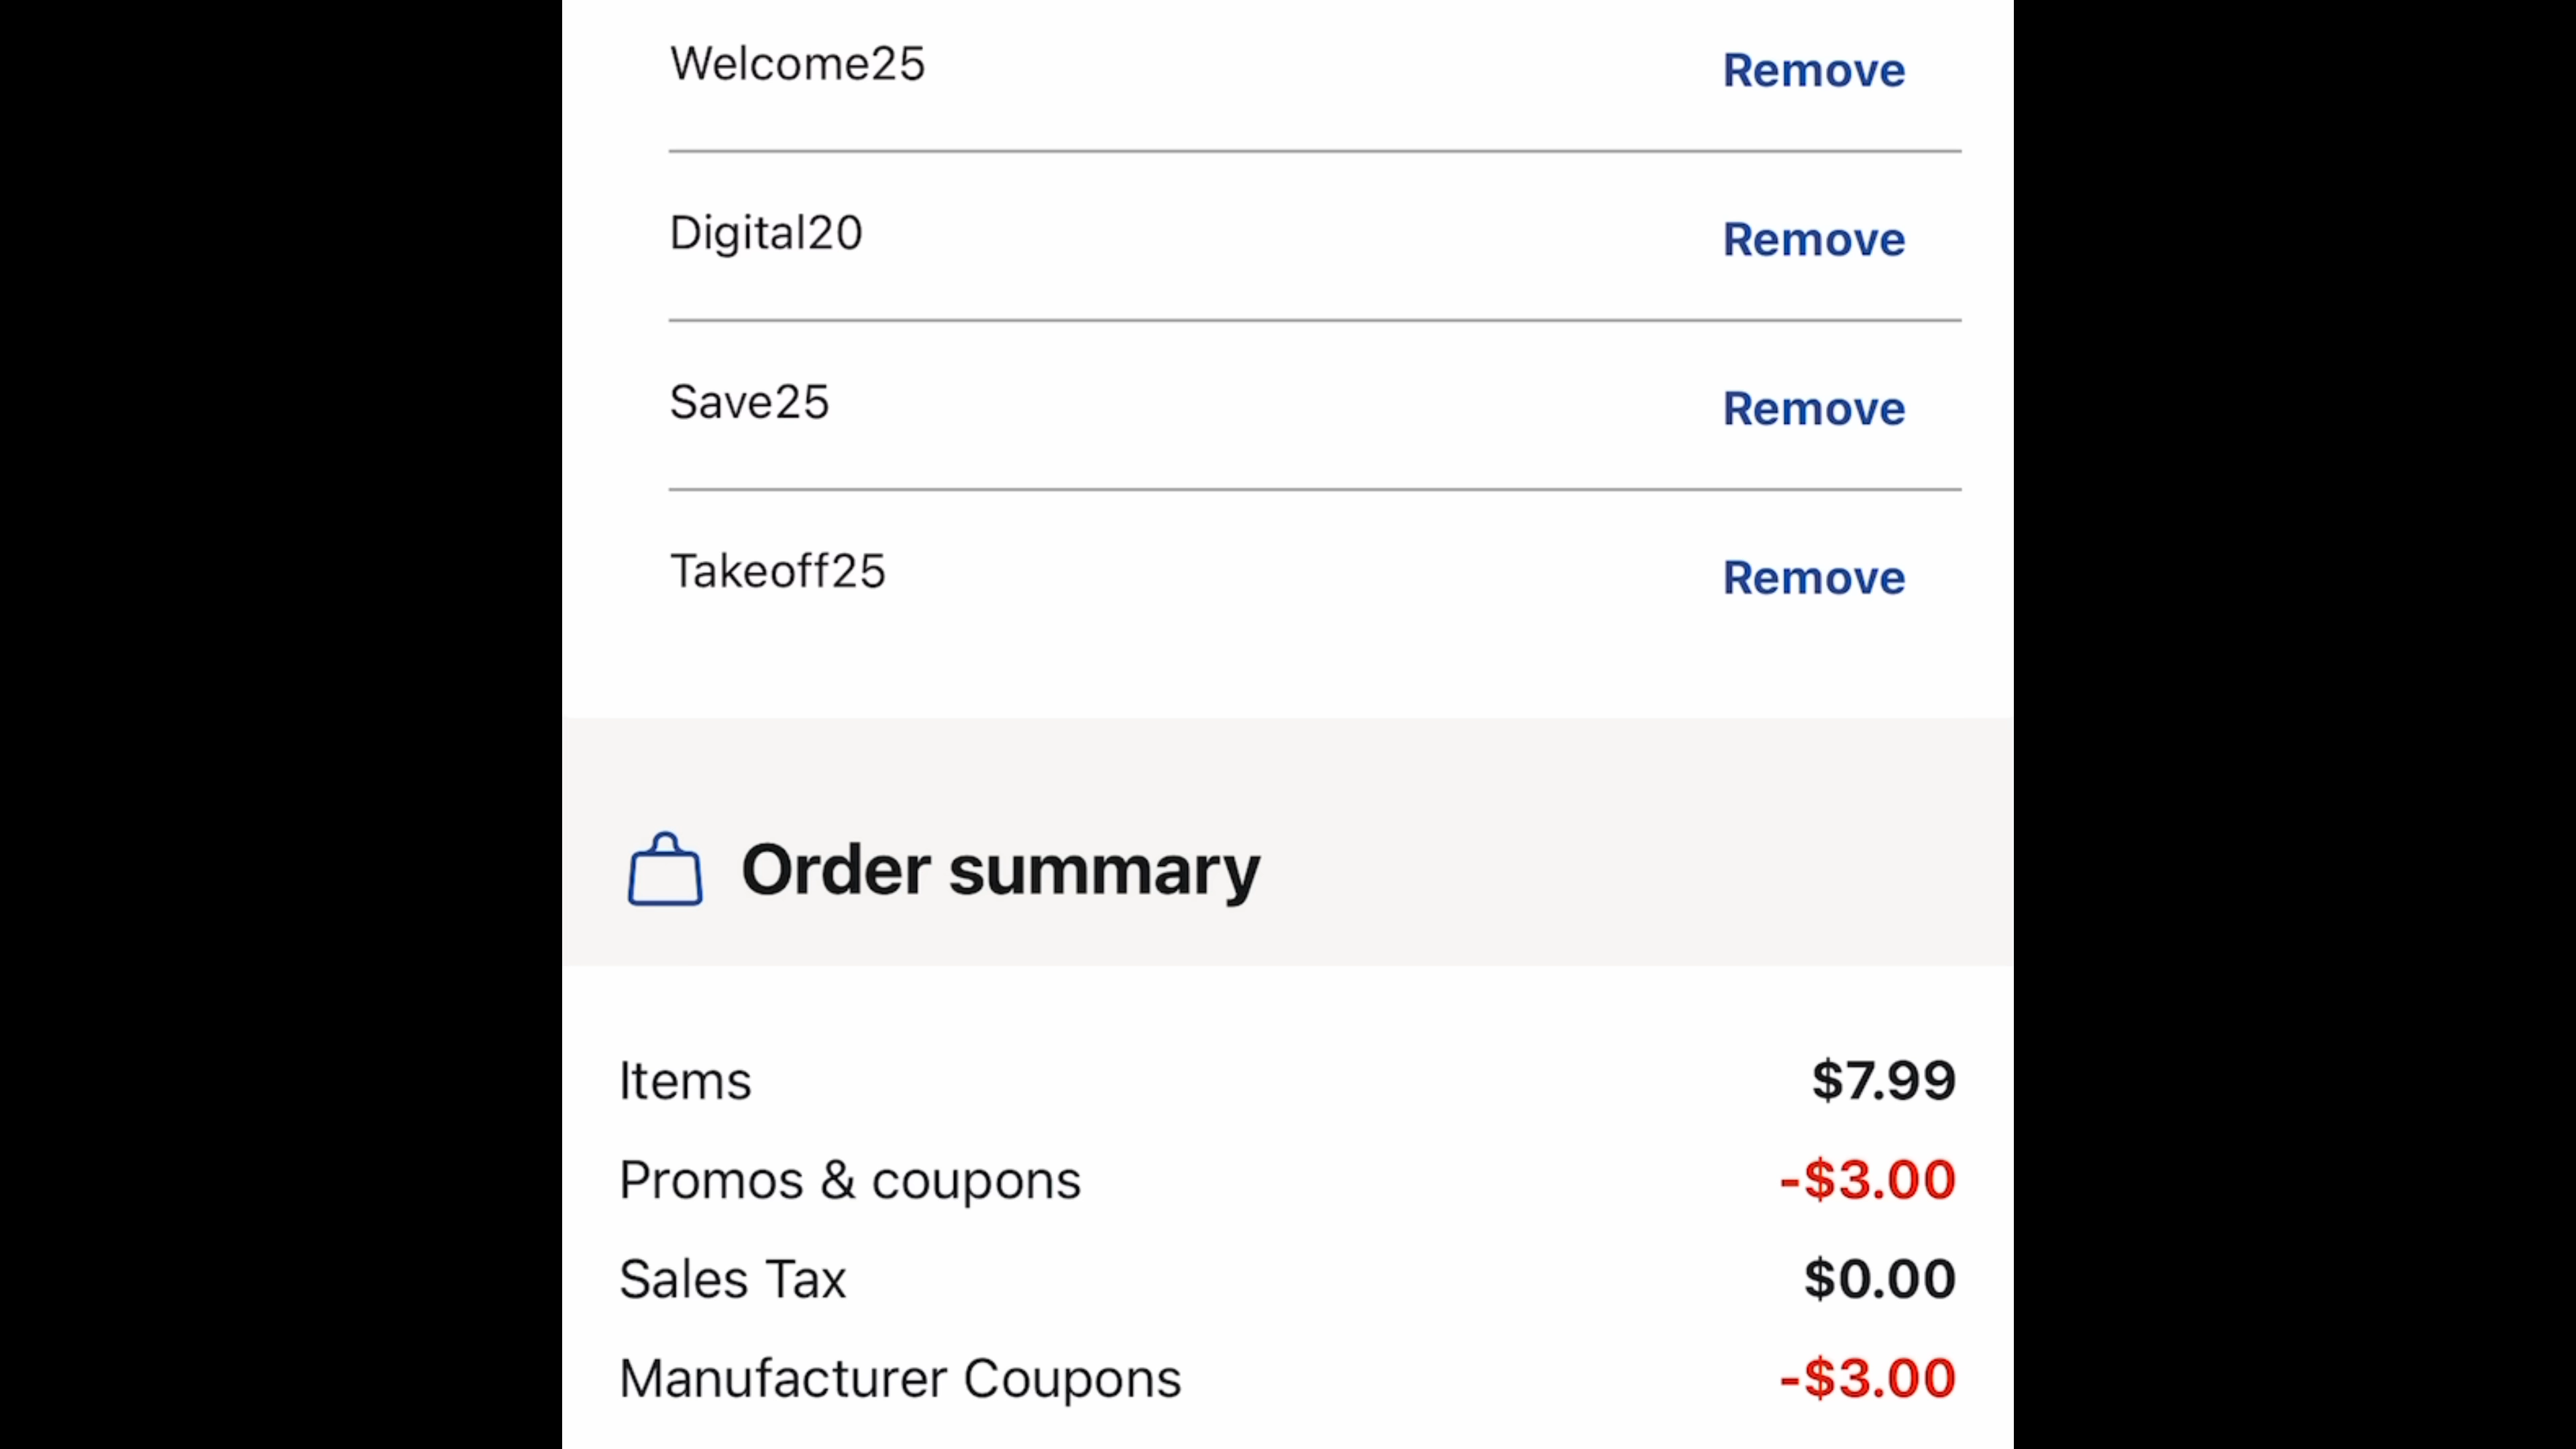 Welcome25 Remove
Digital20 Remove
Save25 Remove
Takeoff25 Remove
Order summary
Items $7.99
Promos & coupons -$3.00
Sales Tax $0.00
Manufacturer Coupons -$3.00